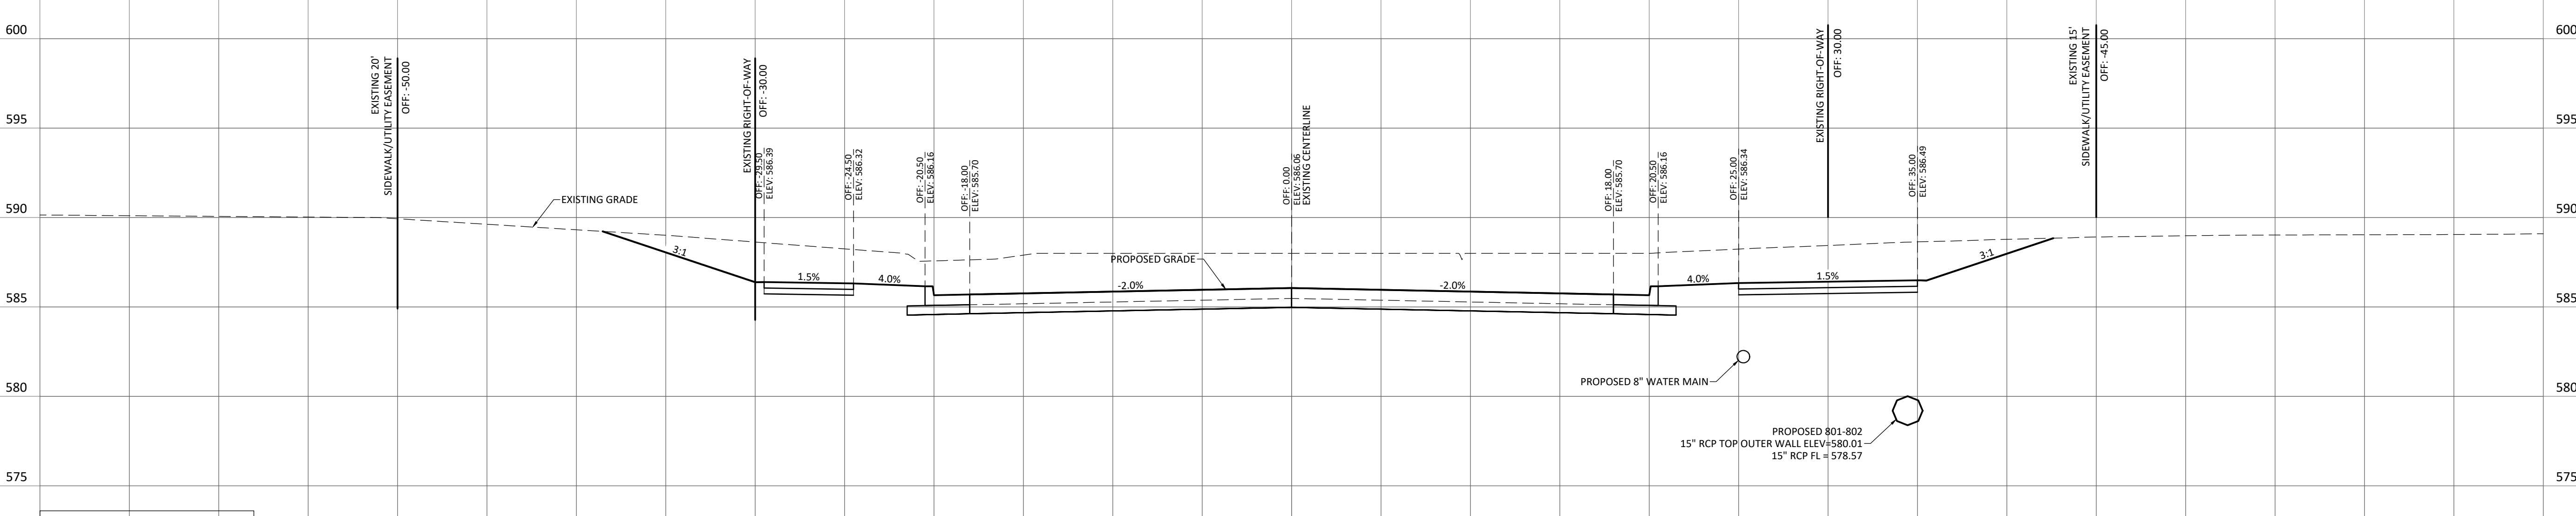 600
600
595
595
590
590
585
585
580
580
575
575
EXISTING 20'
SIDEWALK/UTILITY EASEMENT
OFF: -50.00
EXISTING RIGHT-OF-WAY
OFF: -30.00
OFF: -29.50
ELEV: 586.39
OFF: -24.50
ELEV: 586.32
OFF: -20.50
ELEV: 586.16
OFF: -18.00
ELEV: 585.70
OFF: 0.00
ELEV: 586.06
EXISTING CENTERLINE
OFF: 18.00
ELEV: 585.70
OFF: 20.50
ELEV: 586.16
OFF: 25.00
ELEV: 586.34
EXISTING RIGHT-OF-WAY
OFF: 30.00
OFF: 35.00
ELEV: 586.49
EXISTING 15'
SIDEWALK/UTILITY EASEMENT
OFF: -45.00
EXISTING GRADE
3:1
1.5%
4.0%
-2.0%
PROPOSED GRADE
-2.0%
4.0%
1.5%
3:1
PROPOSED 8" WATER MAIN
PROPOSED 801-802
15" RCP TOP OUTER WALL ELEV=580.01
15" RCP FL = 578.57